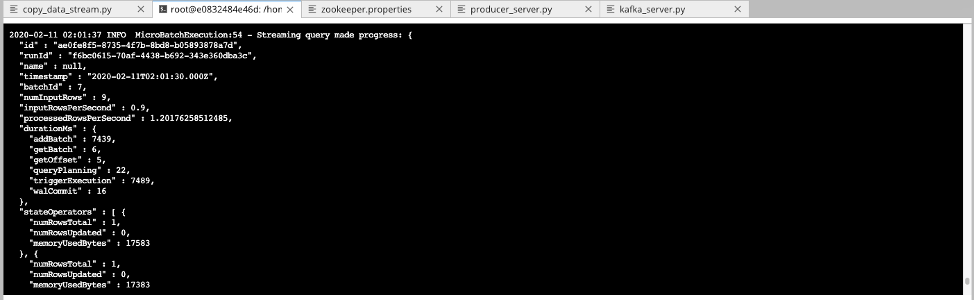 copy_data_stream.py
root@e0832484e46d: /hon
zookeeper.properties
producer_server.py
kafka_server.py
2020-02-11 02:01:37 INFO  MicroBatchExecution:54 - Streaming query made progress: {
  "id" : "ae0fe8f5-8735-4f7b-8bd8-b05893878a7d",
  "runId" : "f6bc0615-70af-4438-b692-343e360dba3c",
  "name" : null,
  "timestamp" : "2020-02-11T02:01:30.000Z",
  "batchId" : 7,
  "numInputRows" : 9,
  "inputRowsPerSecond" : 0.9,
  "processedRowsPerSecond" : 1.20176258512485,
  "durationMs" : {
    "addBatch" : 7439,
    "getBatch" : 6,
    "getOffset" : 5,
    "queryPlanning" : 22,
    "triggerExecution" : 7489,
    "walCommit" : 16
  },
  "stateOperators" : [ {
    "numRowsTotal" : 1,
    "numRowsUpdated" : 0,
    "memoryUsedBytes" : 17583
  }, {
    "numRowsTotal" : 1,
    "numRowsUpdated" : 0,
    "memoryUsedBytes" : 17383